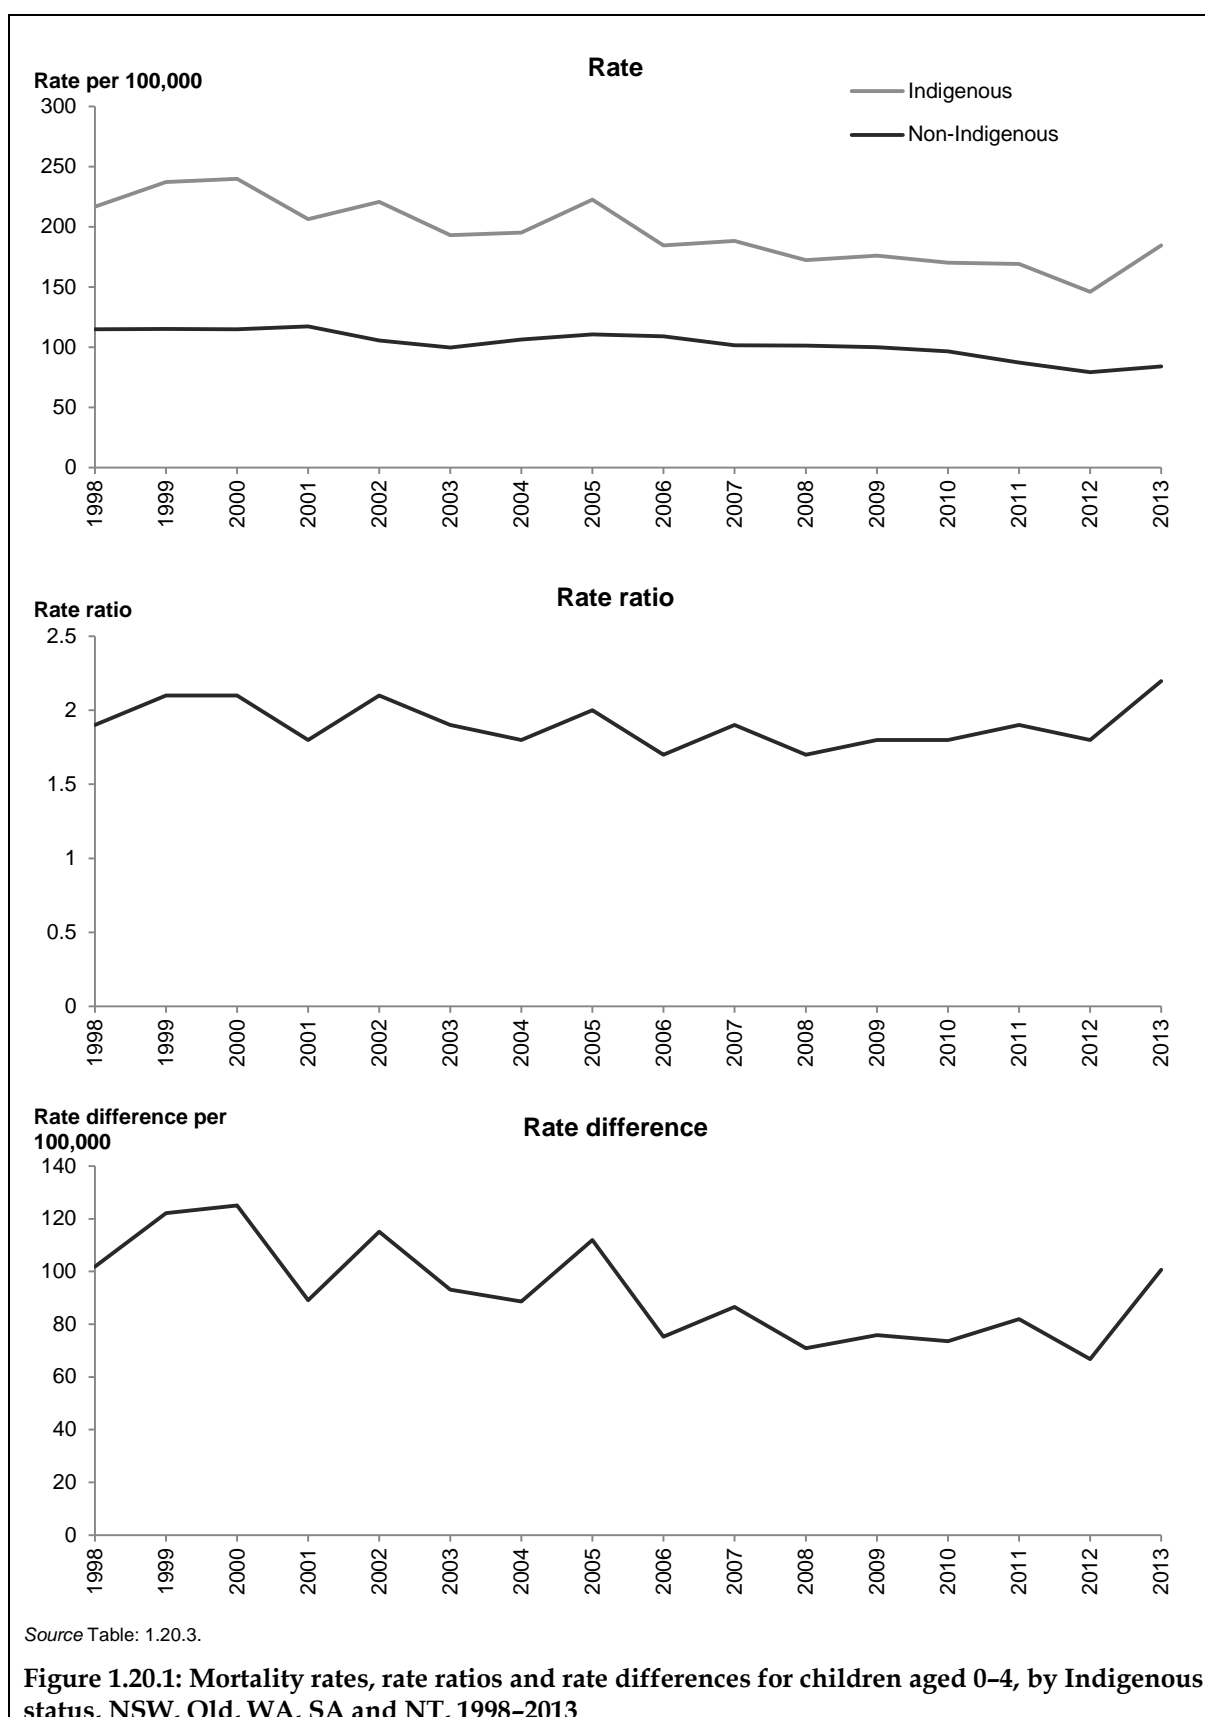 Rate
Rate per 100,000
Indigenous
Non-Indigenous
300
250
200
150
100
50
0
1998 1999 2000 2001 2002 2003 2004 2005 2006 2007 2008 2009 2010 2011 2012 2013
Rate ratio
Rate ratio
2.5
2
1.5
1
0.5
0
1998 1999 2000 2001 2002 2003 2004 2005 2006 2007 2008 2009 2010 2011 2012 2013
Rate difference per
100,000
Rate difference
140
120
100
80
60
40
20
0
1998 1999 2000 2001 2002 2003 2004 2005 2006 2007 2008 2009 2010 2011 2012 2013
Source Table: 1.20.3.
Figure 1.20.1: Mortality rates, rate ratios and rate differences for children aged 0–4, by Indigenous
status, NSW, Qld, WA, SA and NT, 1998–2013